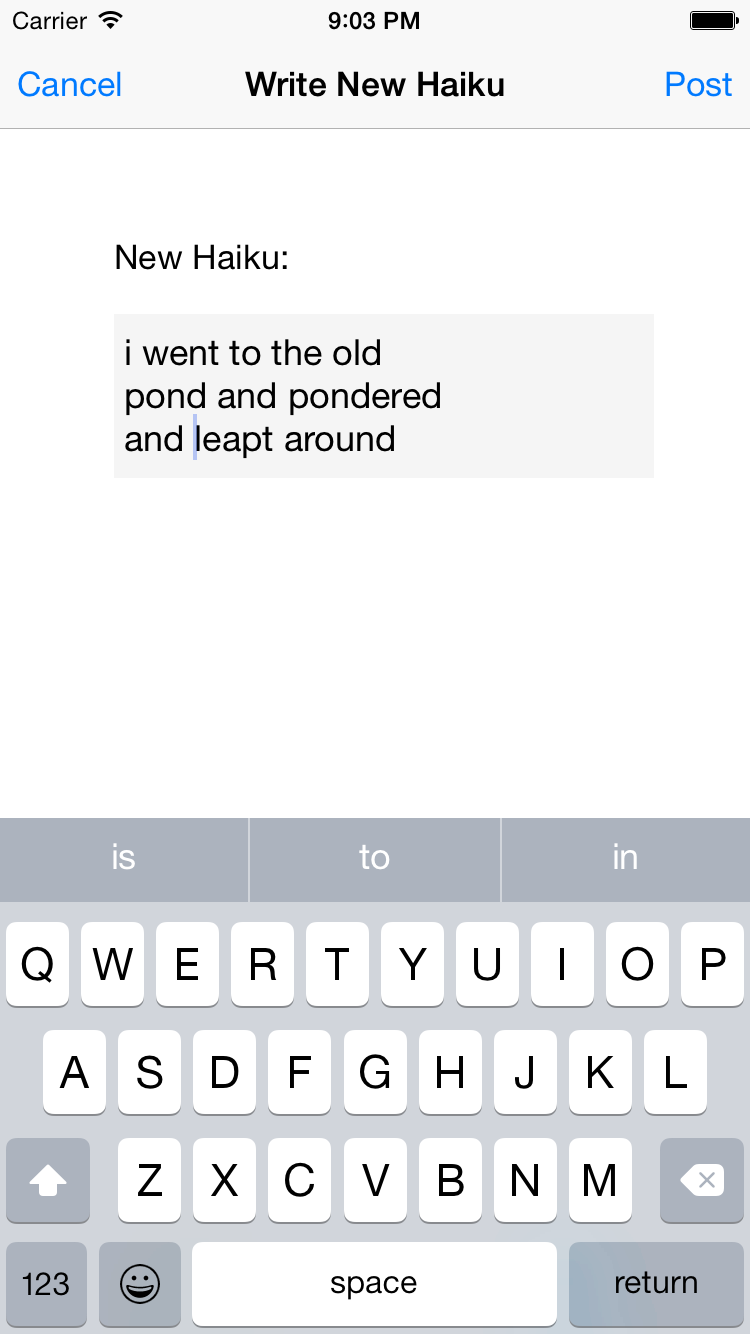 Carrier 9:03 PM
Cancel Write New Haiku Post
New Haiku:
i went to the old
pond and pondered
and leapt around
is to in
Q W E R T Y U I O P
A S D F G H J K L
Z X C V B N M
123 space return